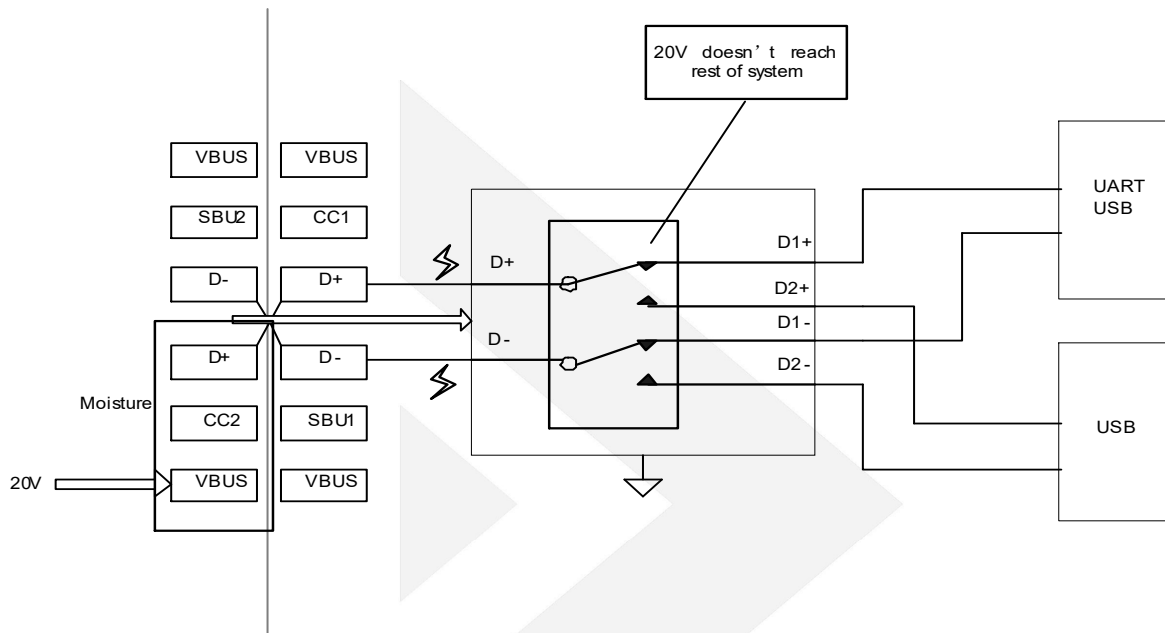 20V doesn't reach
rest of system
VBUS
VBUS
SBU2
CC1
D-
D+
D+
D-
Moisture
CC2
SBU1
20V
VBUS
VBUS
D+
D-
D1+
D2+
D1-
D2-
UART
USB
USB